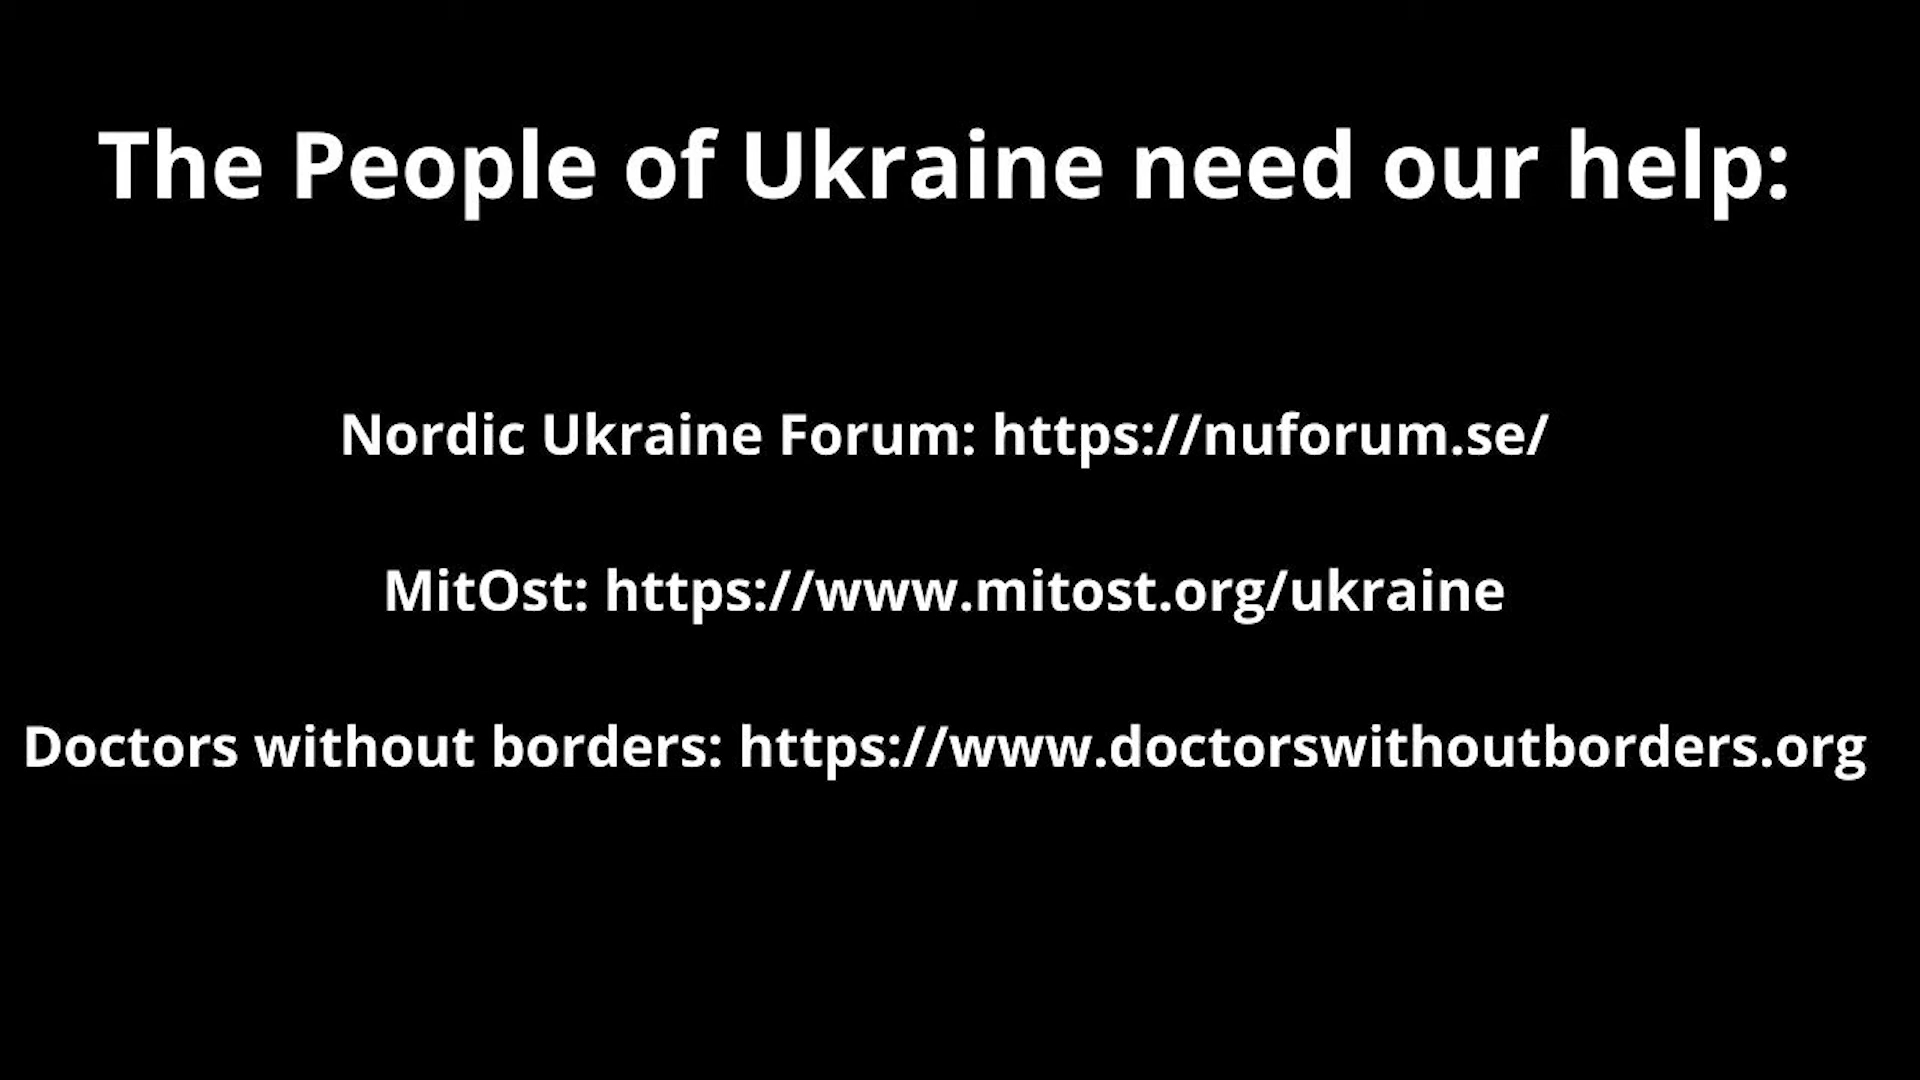 The People of Ukraine need our help:
Nordic Ukraine Forum: https://nuforum.se/
MitOst: https://www.mitost.org/ukraine
Doctors without borders: https://www.doctorswithoutborders.org